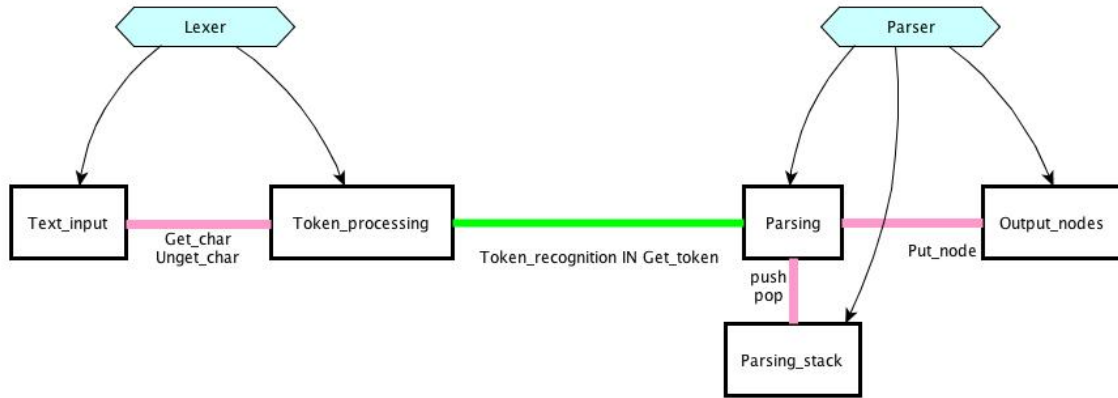 Lexer
Parser
Text_input
Get_char
Unget_char
Token_processing
Token_recognition IN Get_token
Parsing
Put_node
Output_nodes
push
pop
Parsing_stack